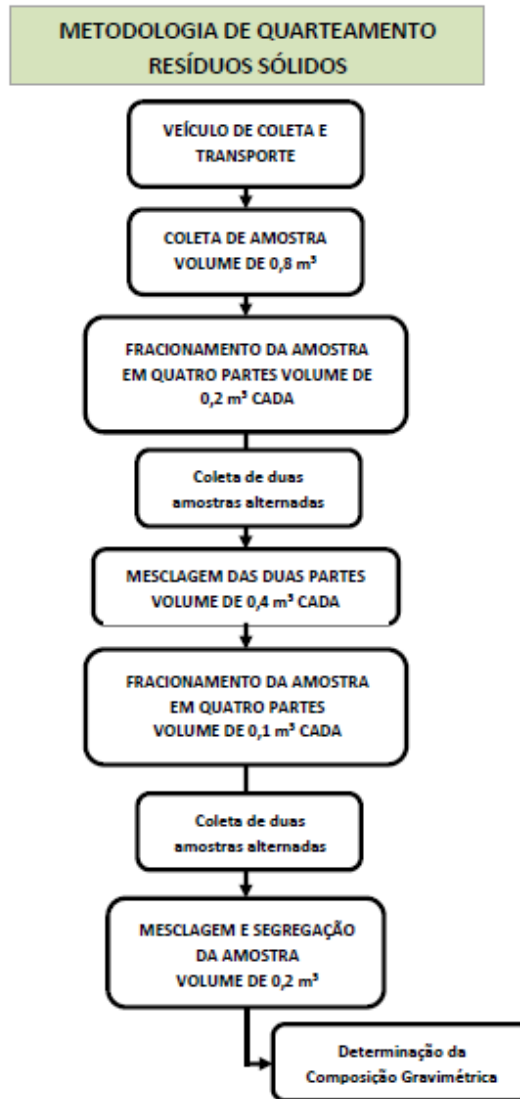 METODOLOGIA DE QUARTEAMENTO
RESÍDUOS SÓLIDOS
VEÍCULO DE COLETA E
TRANSPORTE
COLETA DE AMOSTRA
VOLUME DE 0,8 m³
FRACIONAMENTO DA AMOSTRA
EM QUATRO PARTES VOLUME DE
0,2 m³ CADA
Coleta de duas
amostras alternadas
MESCLAGEM DAS DUAS PARTES
VOLUME DE 0,4 m³ CADA
FRACIONAMENTO DA AMOSTRA
EM QUATRO PARTES
VOLUME DE 0,1 m³ CADA
Coleta de duas
amostras alternadas
MESCLAGEM E SEGREGAÇÃO
DA AMOSTRA
VOLUME DE 0,2 m³
Determinação da
Composição Gravimétrica